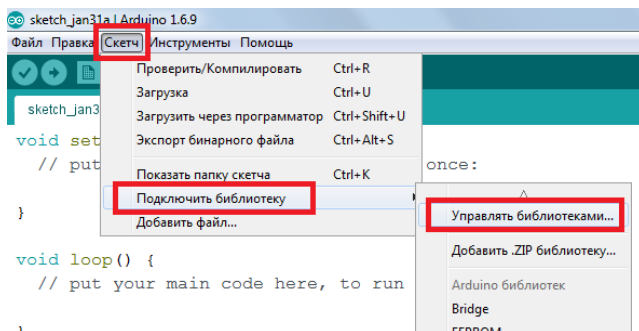 sketch_jan31a | Arduino 1.6.9
Файл Правка Скетч Инструменты Помощь
sketch_jan3
Проверить/Компилировать Ctrl+R
Загрузка Ctrl+U
Загрузить через программатор Ctrl+Shift+U
Экспорт бинарного файла Ctrl+Alt+S
Показать папку скетча Ctrl+K
Подключить библиотеку
Добавить файл...
Управлять библиотеками...
Добавить .ZIP библиотеку...
Arduino библиотек
Bridge
EEPROM
void set
// put once:
}
void loop() {
// put your main code here, to run
}